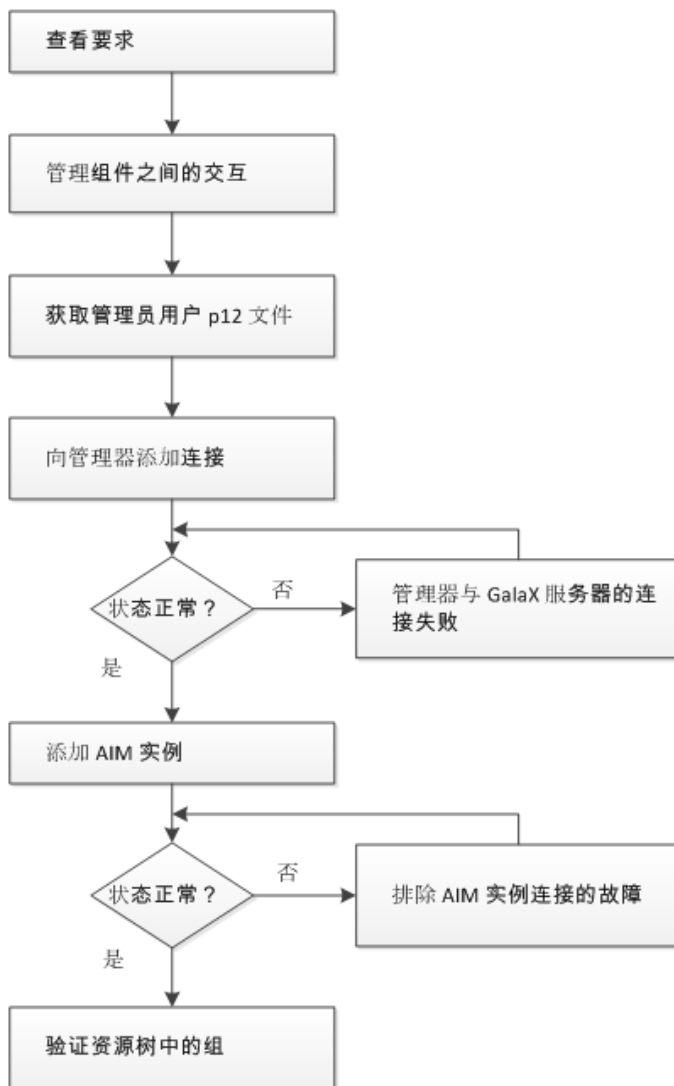 查看要求
管理组件之间的交互
获取管理员用户 p12 文件
向管理器添加连接
状态正常？
否
管理器与 GalaX 服务器的连
接失败
是
添加 AIM 实例
状态正常？
否
排除 AIM 实例连接的故障
是
验证资源树中的组